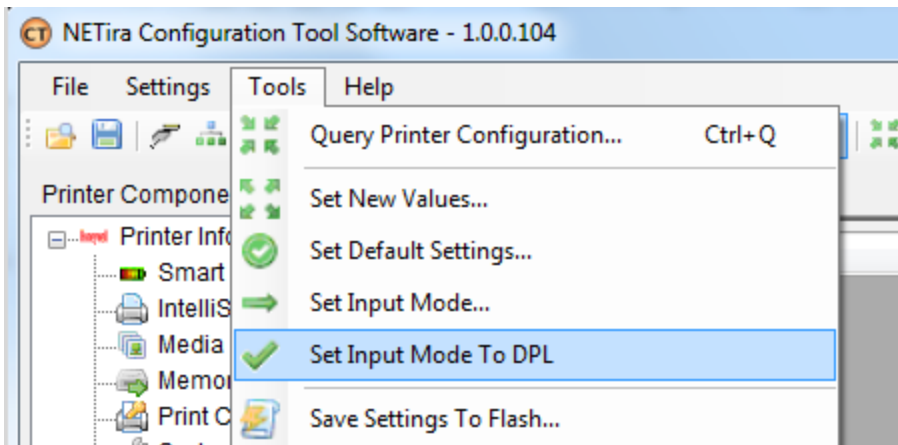 CT NETira Configuration Tool Software - 1.0.0.104
File Settings Tools Help
Query Printer Configuration... Ctrl+Q
Printer Compone
Set New Values...
Printer Info
Set Default Settings...
Smart
IntelliS
Set Input Mode...
Media
Set Input Mode To DPL
Memor
Print C
Save Settings To Flash...